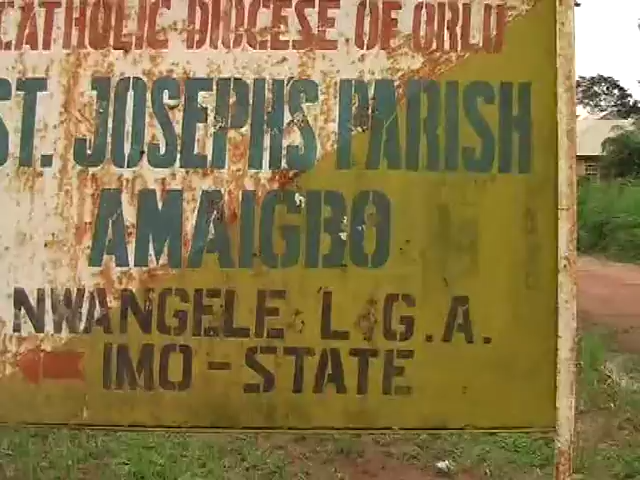 CATHOLIC DIOCESE OF ORLU
ST. JOSEPHS PARISH
AMAIGBO
NWANGELE L.G.A.
IMO-STATE